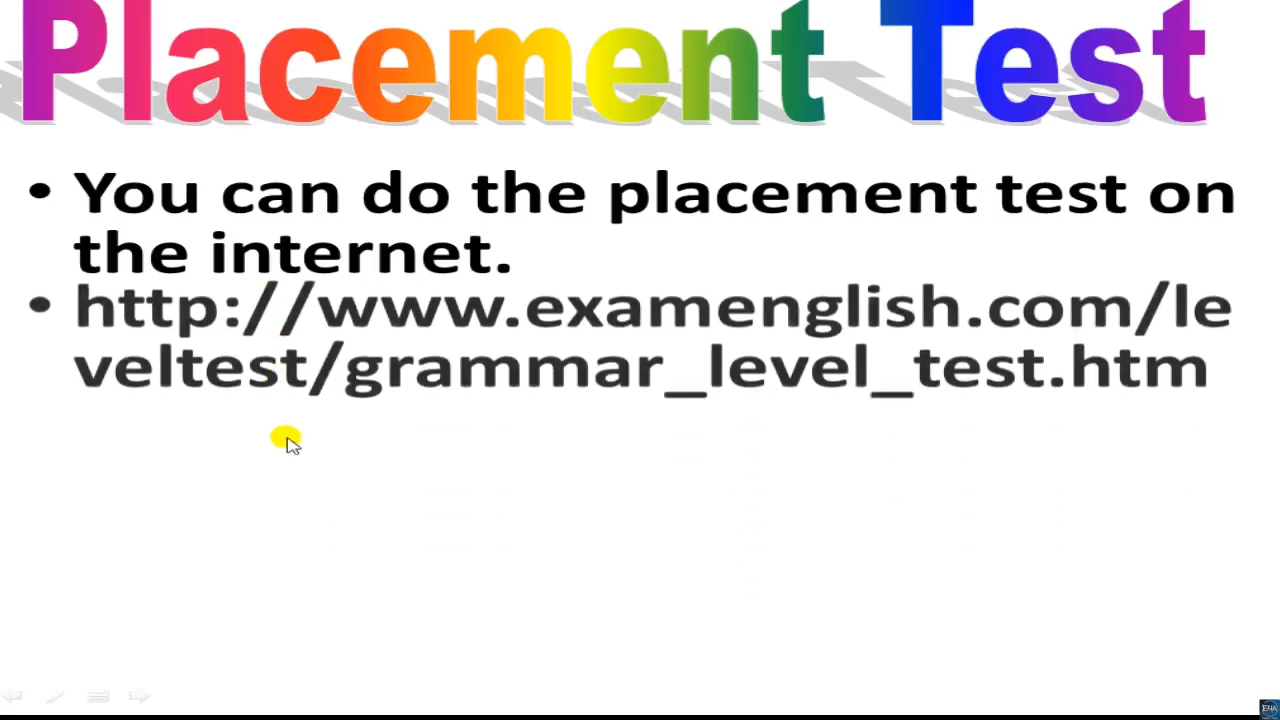 Placement Test
• You can do the placement test on
the internet.
• http://www.examenglish.com/le
veltest/grammar_level_test.htm